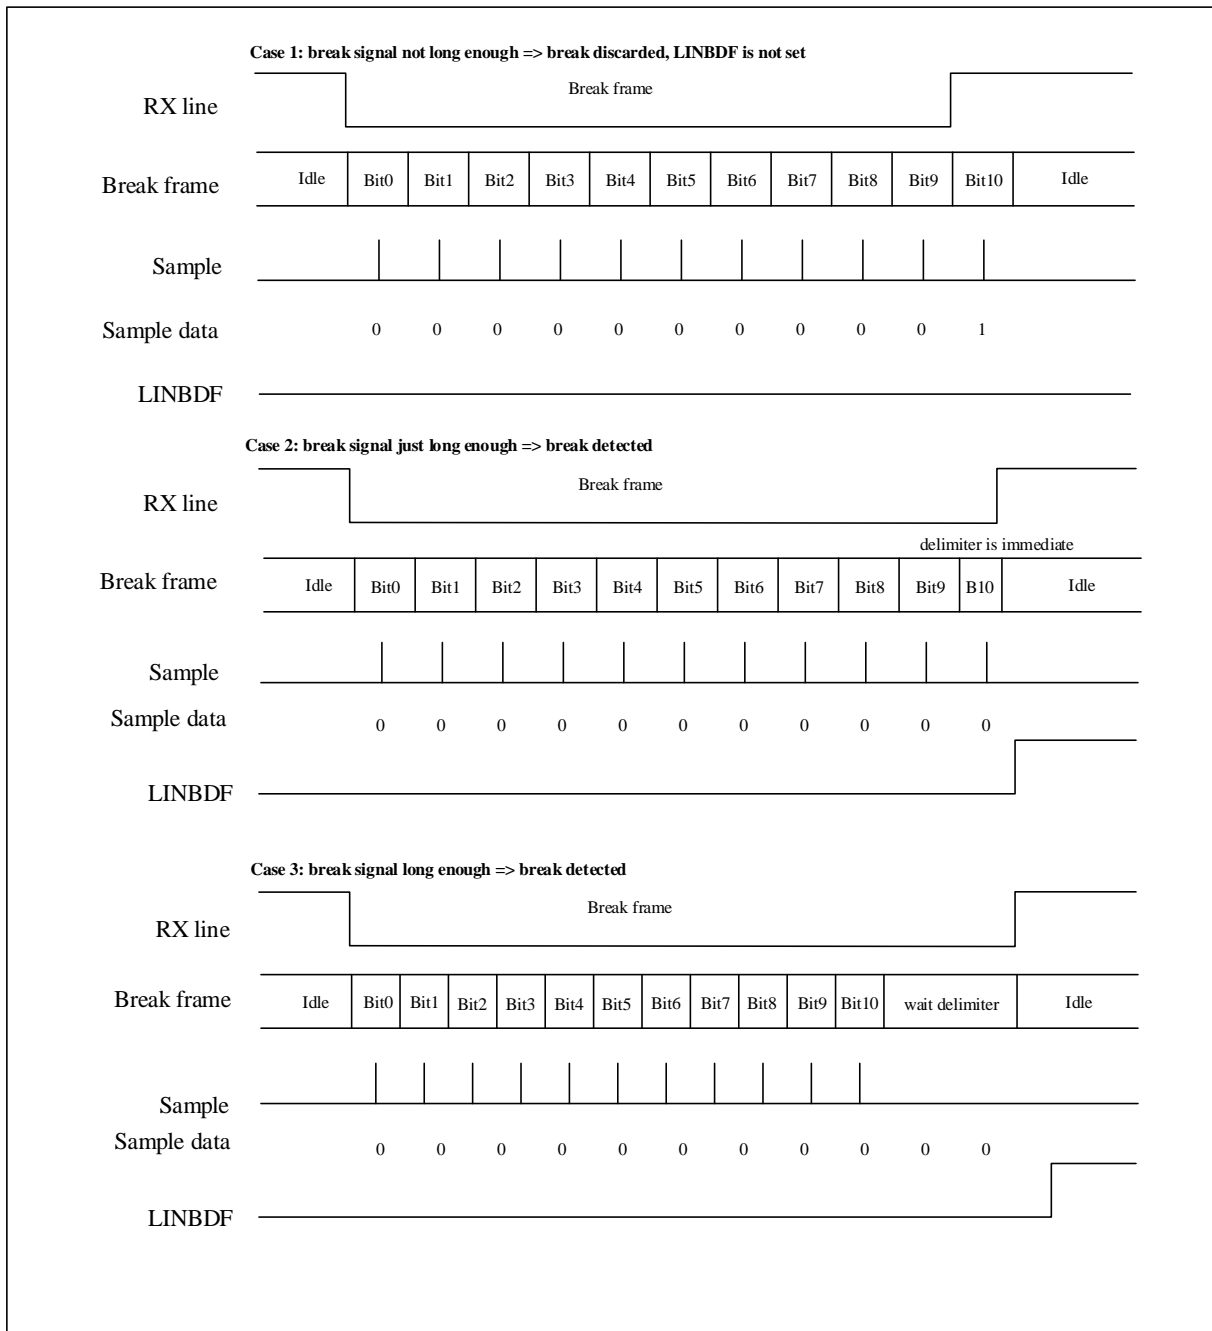 Case 1: break signal not long enough => break discarded, LINBDF is not set
RX line
Break frame
Break frame
Idle Bit0 Bit1 Bit2 Bit3 Bit4 Bit5 Bit6 Bit7 Bit8 Bit9 Bit10 Idle
Sample
Sample data
0 0 0 0 0 0 0 0 0 0 1
LINBDF
Case 2: break signal just long enough => break detected
RX line
Break frame
delimiter is immediate
Break frame
Idle Bit0 Bit1 Bit2 Bit3 Bit4 Bit5 Bit6 Bit7 Bit8 Bit9 B10 Idle
Sample
Sample data
0 0 0 0 0 0 0 0 0 0 0
LINBDF
Case 3: break signal long enough => break detected
RX line
Break frame
Break frame
Idle Bit0 Bit1 Bit2 Bit3 Bit4 Bit5 Bit6 Bit7 Bit8 Bit9 Bit10 wait delimiter Idle
Sample
Sample data
0 0 0 0 0 0 0 0 0 0 0
LINBDF